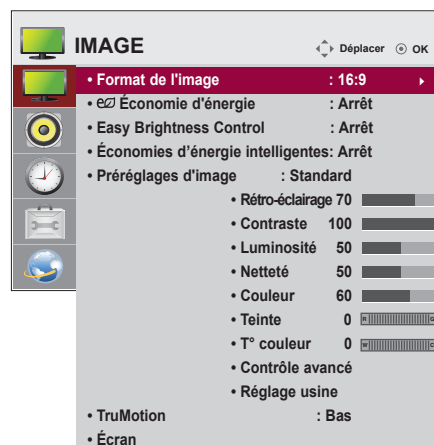 IMAGE Déplacer OK
• Format de l'image : 16:9
• Économie d'énergie : Arrêt
• Easy Brightness Control : Arrêt
• Économies d’énergie intelligentes: Arrêt
• Préréglages d'image : Standard
• Rétro-éclairage 70
• Contraste 100
• Luminosité 50
• Netteté 50
• Couleur 60
• Teinte 0 R G
• T° couleur 0 W C
• Contrôle avancé
• Réglage usine
• TruMotion : Bas
• Écran